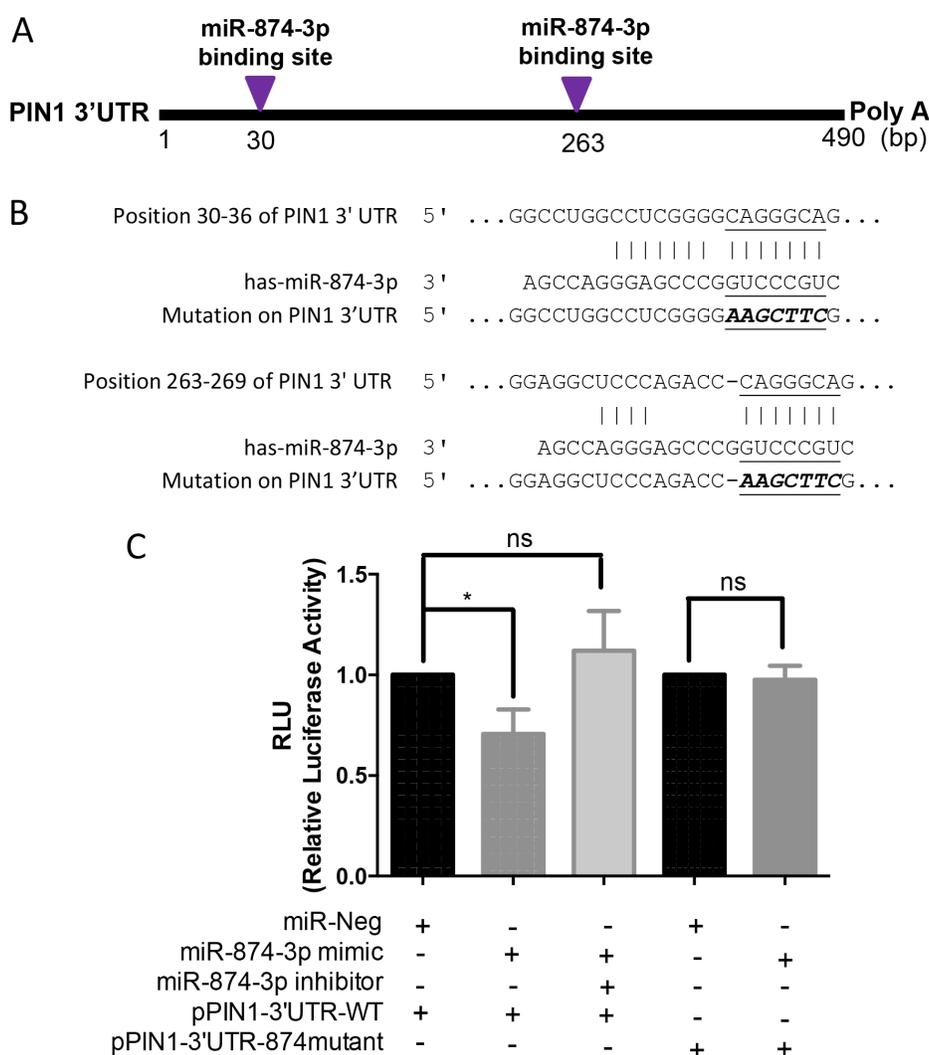 A
miR-874-3p binding site
miR-874-3p binding site
PIN1 3'UTR
Poly A
1
30
263
490 (bp)
B
Position 30-36 of PIN1 3' UTR 5' ...GGCCUGGCCUCGGGGCAGGGCAG...
||||||| |||||||
has-miR-874-3p 3' AGCCAGGGAGCCCGGUCCCGUC
Mutation on PIN1 3'UTR 5' ...GGCCUGGCCUCGGGGAAGCTTCG...
Position 263-269 of PIN1 3' UTR 5' ...GGAGGCUCCCAGACC-CAGGGCAG...
|||| |||||||
has-miR-874-3p 3' AGCCAGGGAGCCCGGUCCCGUC
Mutation on PIN1 3'UTR 5' ...GGAGGCUCCCAGACC-AAGCTTCG...
C
ns
*
ns
RLU
(Relative Luciferase Activity)
1.5
1.0
0.5
0.0
miR-Neg + - - + -
miR-874-3p mimic - + + - +
miR-874-3p inhibitor - - + - -
pPIN1-3'UTR-WT + + + - -
pPIN1-3'UTR-874mutant - - - + +